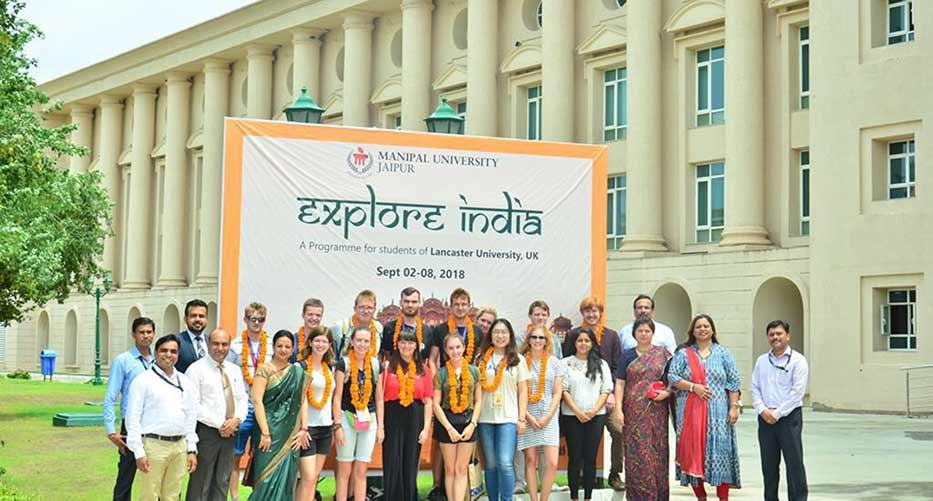 MANIPAL UNIVERSITY
JAIPUR
explore india
A Programme for students of Lancaster University, UK
Sept 02-08, 2018